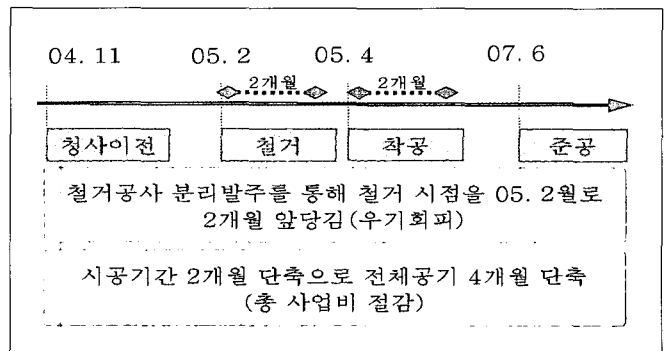 04. 11 05. 2 05. 4 07. 6
2개월 2개월
청사이전 철거 착공 준공
철거공사 분리발주를 통해 철거 시점을 05. 2월로
2개월 앞당김(우기회피)
시공기간 2개월 단축으로 전체공기 4개월 단축
(총 사업비 절감)